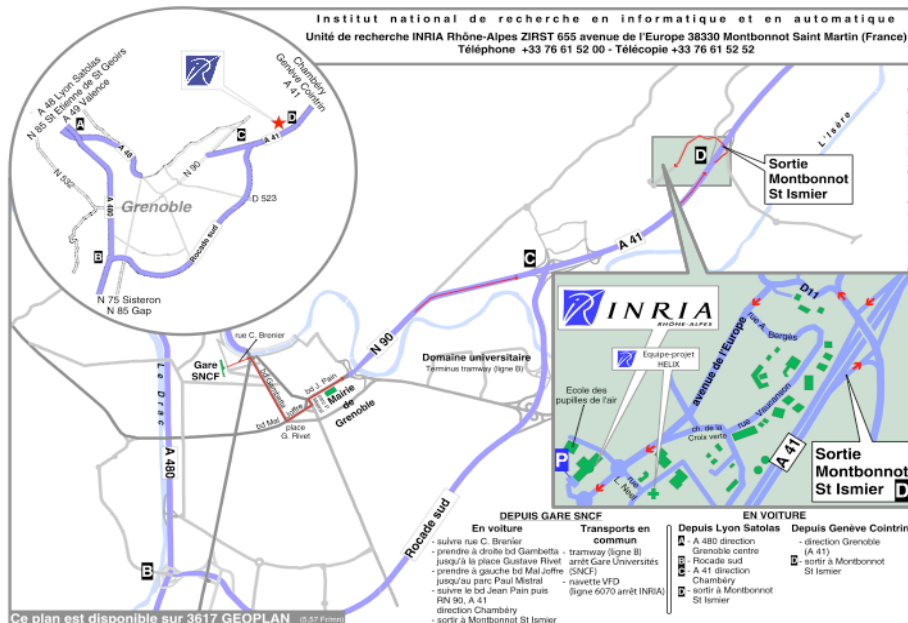 Institut national de recherche en informatique et en automatique
Unité de recherche INRIA Rhône-Alpes ZIRST 655 avenue de l'Europe 38330 Montbonnot Saint Martin (France)
Téléphone +33 76 61 52 00 - Télécopie +33 76 61 52 52
A 48 Lyon Satolas
N 85 St Etienne de St Geoirs
A 49 Valence
Chambéry
Genève Cointrin
A 41
A
A 48
N 90
C
D
A 41
N 532
Grenoble
D 523
A 480
Rocade sud
B
N 75 Sisteron
N 85 Gap
L'Isère
D
Sortie
Montbonnot
St Ismier
A 41
C
N 90
rue C. Brenier
Gare
SNCF
bd Gambetta
bd J. Pain
Mairie de
Grenoble
bd Mal Joffre
place
G. Rivet
Domaine universitaire
Terminus tramway (ligne B)
Le Drac
A 480
B
Rocade sud
INRIA
RHÔNE-ALPES
Equipe-projet
HELIX
Ecole des
pupilles de l'air
P
D11
rue A. Bergès
avenue de l'Europe
rue Vaucanson
ch. de la
Croix verte
rue
L. Néel
A 41
Sortie
Montbonnot
St Ismier D
DEPUIS GARE SNCF
En voiture
- suivre rue C. Brenier
- prendre à droite bd Gambetta
jusqu'à la place Gustave Rivet
- prendre à gauche bd Mal Joffre
jusqu'au parc Paul Mistral
- suivre le bd Jean Pain puis
RN 90, A 41
direction Chambéry
- sortir à Montbonnot St Ismier
Transports en
commun
- tramway (ligne B)
arrêt Gare Universités
(SNCF)
- navette VFD
(ligne 6070 arrêt INRIA)
EN VOITURE
Depuis Lyon Satolas
A - A 480 direction
Grenoble centre
B - Rocade sud
C - A 41 direction
Chambéry
D - sortir à Montbonnot
St Ismier
Depuis Genève Cointrin
- direction Grenoble
(A 41)
D - sortir à Montbonnot
St Ismier
Ce plan est disponible sur 3617 GEOPLAN